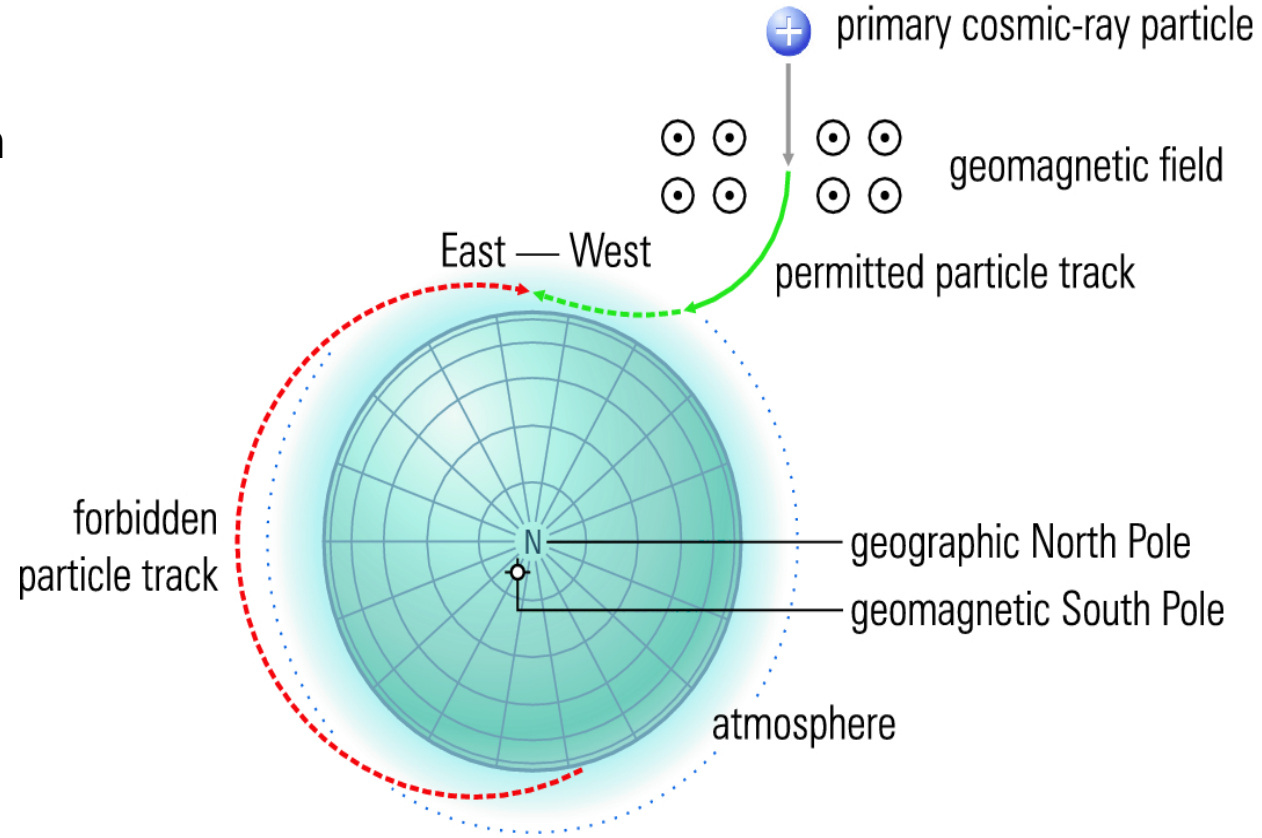 primary cosmic-ray particle
n
geomagnetic field
East — West
permitted particle track
forbidden
particle track
N
geographic North Pole
geomagnetic South Pole
atmosphere